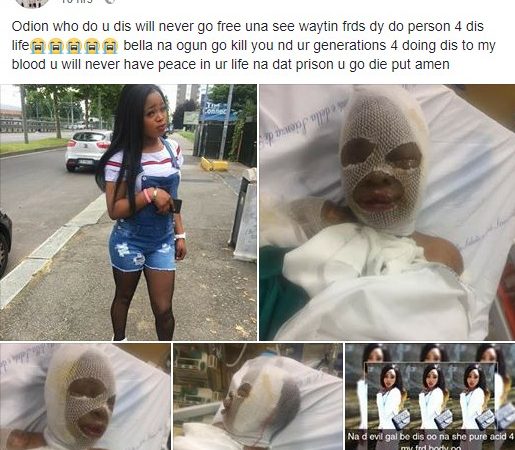 Odion who do u dis will never go free una see waytin frds dy do person 4 dis
life😭😭😭😭😭 bella na ogun go kill you nd ur generations 4 doing dis to my
blood u will never have peace in ur life na dat prison u go die put amen
Na d evil gal be dis oo na she pure acid 4
my frd body oo